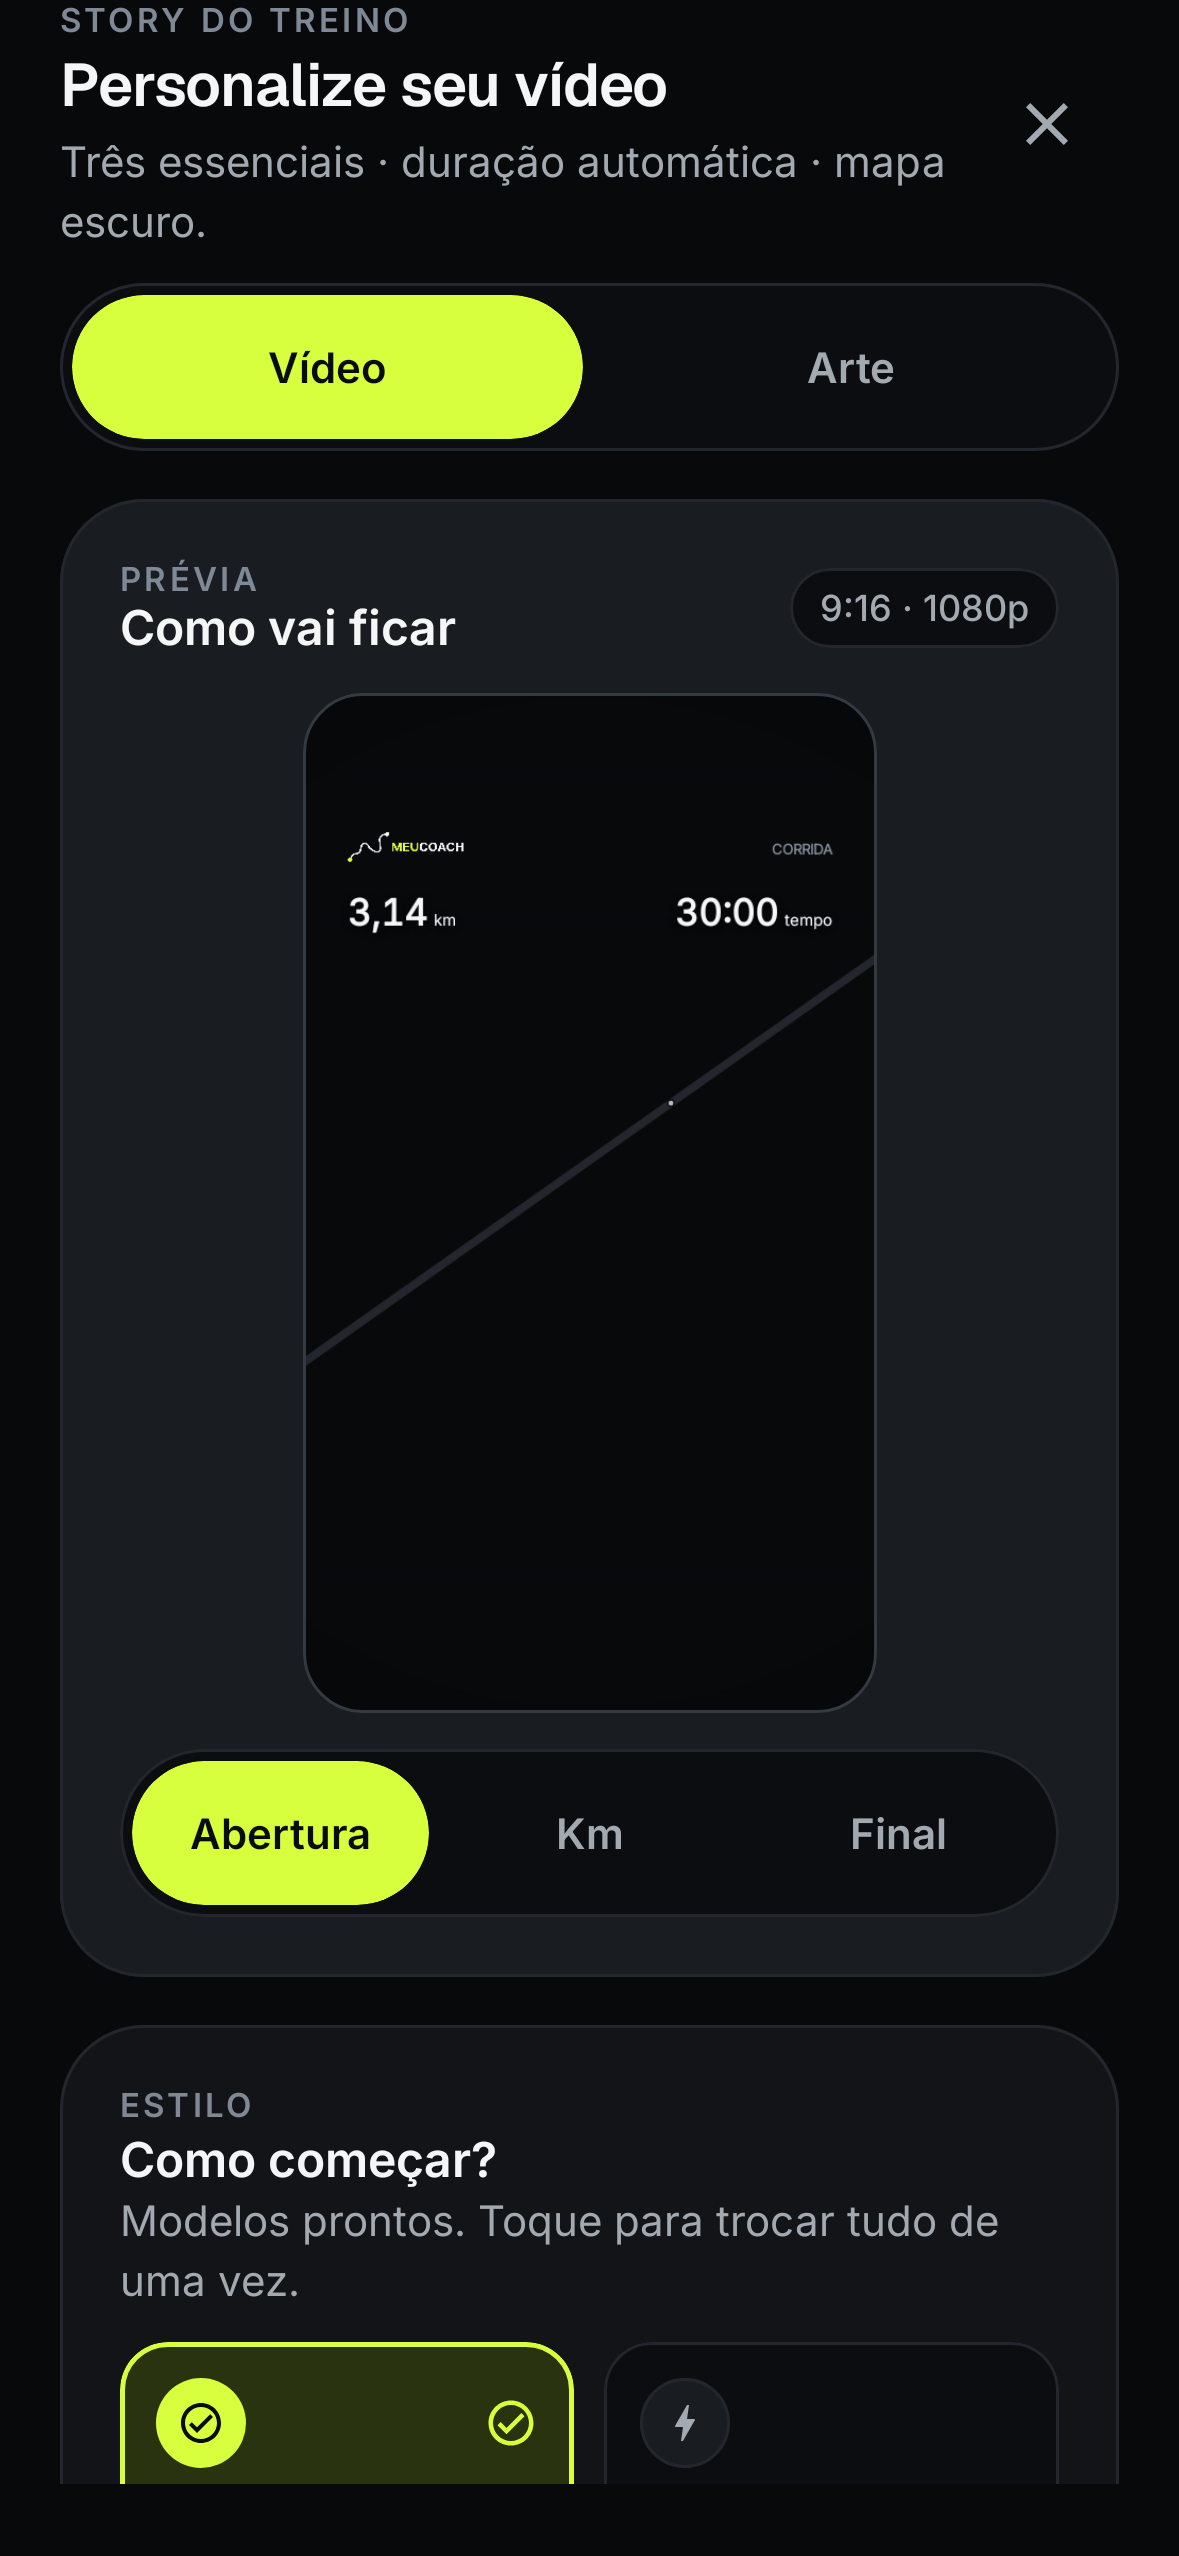 STORY DO TREINO
Personalize seu vídeo
Três essenciais · duração automática · mapa
escuro.
Vídeo
Arte
PRÉVIA
Como vai ficar
9:16 · 1080p
MEUCOACH
CORRIDA
3,14 km
30:00 tempo
Abertura
Km
Final
ESTILO
Como começar?
Modelos prontos. Toque para trocar tudo de
uma vez.